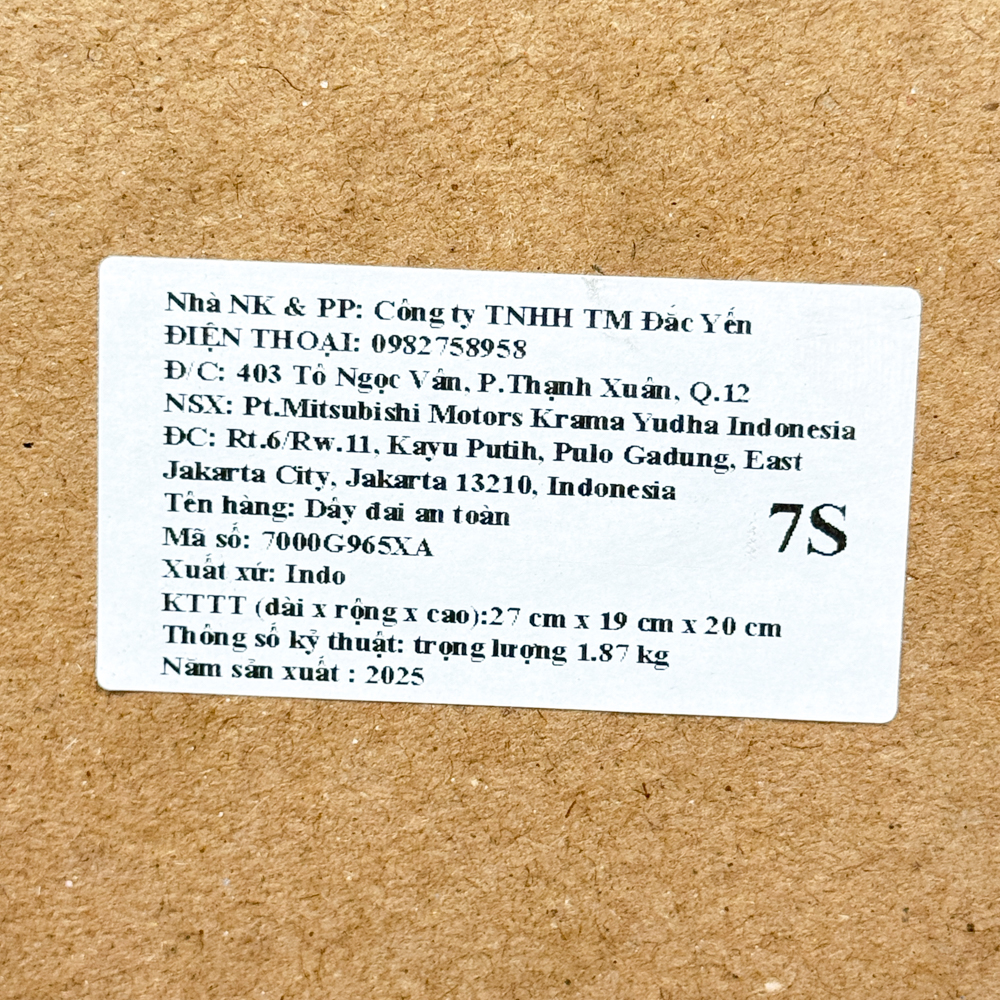 Nhà NK & PP: Công ty TNHH TM Đắc Yến
ĐIỆN THOẠI: 0982758958
Đ/C: 403 Tô Ngọc Vân, P.Thạnh Xuân, Q.12
NSX: Pt.Mitsubishi Motors Krama Yudha Indonesia
ĐC: Rt.6/Rw.11, Kayu Putih, Pulo Gadung, East
Jakarta City, Jakarta 13210, Indonesia
Tên hàng: Dây đai an toàn
7S
Mã số: 7000G965XA
Xuất xứ: Indo
KTTT (dài x rộng x cao):27 cm x 19 cm x 20 cm
Thông số kỷ thuật: trọng lượng 1.87 kg
Năm sản xuất : 2025